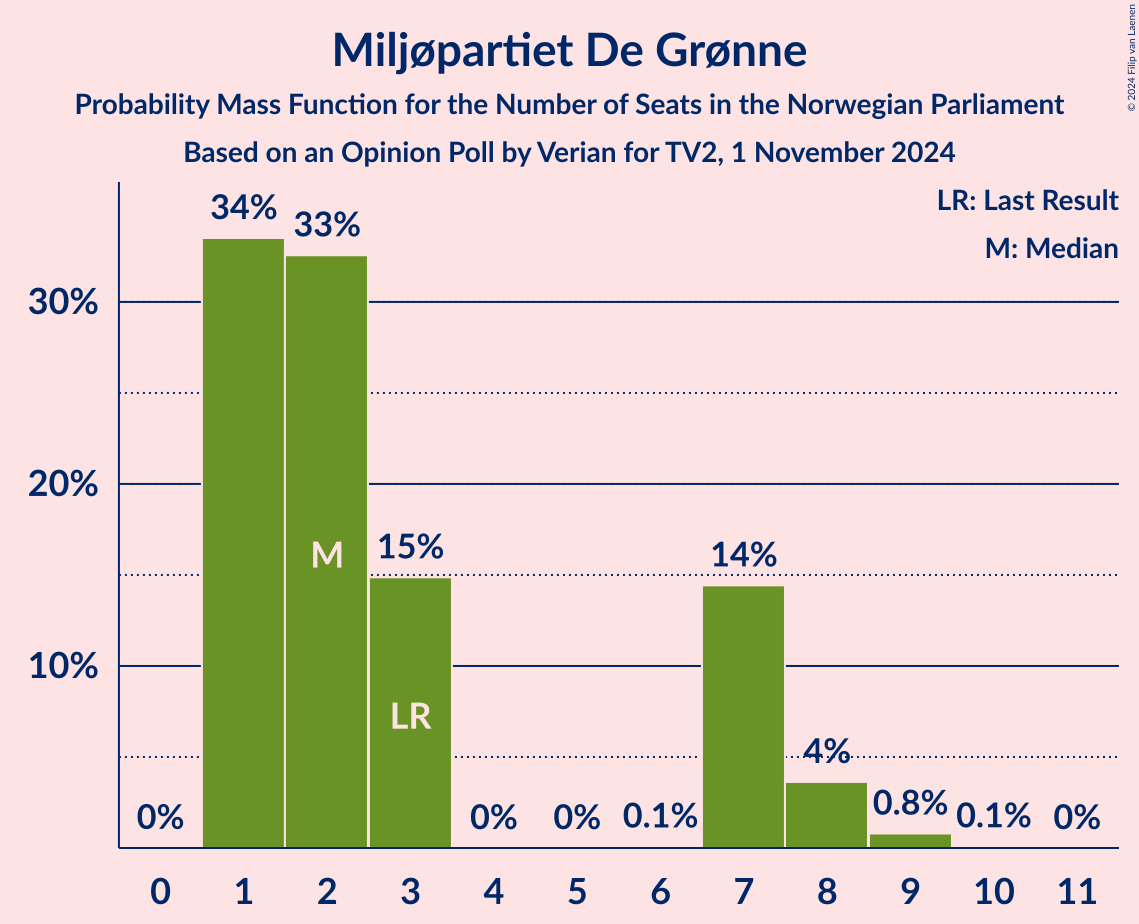 Miljøpartiet De Grønne
Probability Mass Function for the Number of Seats in the Norwegian Parliament
Based on an Opinion Poll by Verian for TV2, 1 November 2024
© 2024 Filip van Laenen
LR: Last Result
M: Median
34%
33%
30%
20%
M
15%
14%
10%
LR
4%
0%
0%
0%
0.1%
0.8%
0.1%
0%
0 1 2 3 4 5 6 7 8 9 10 11